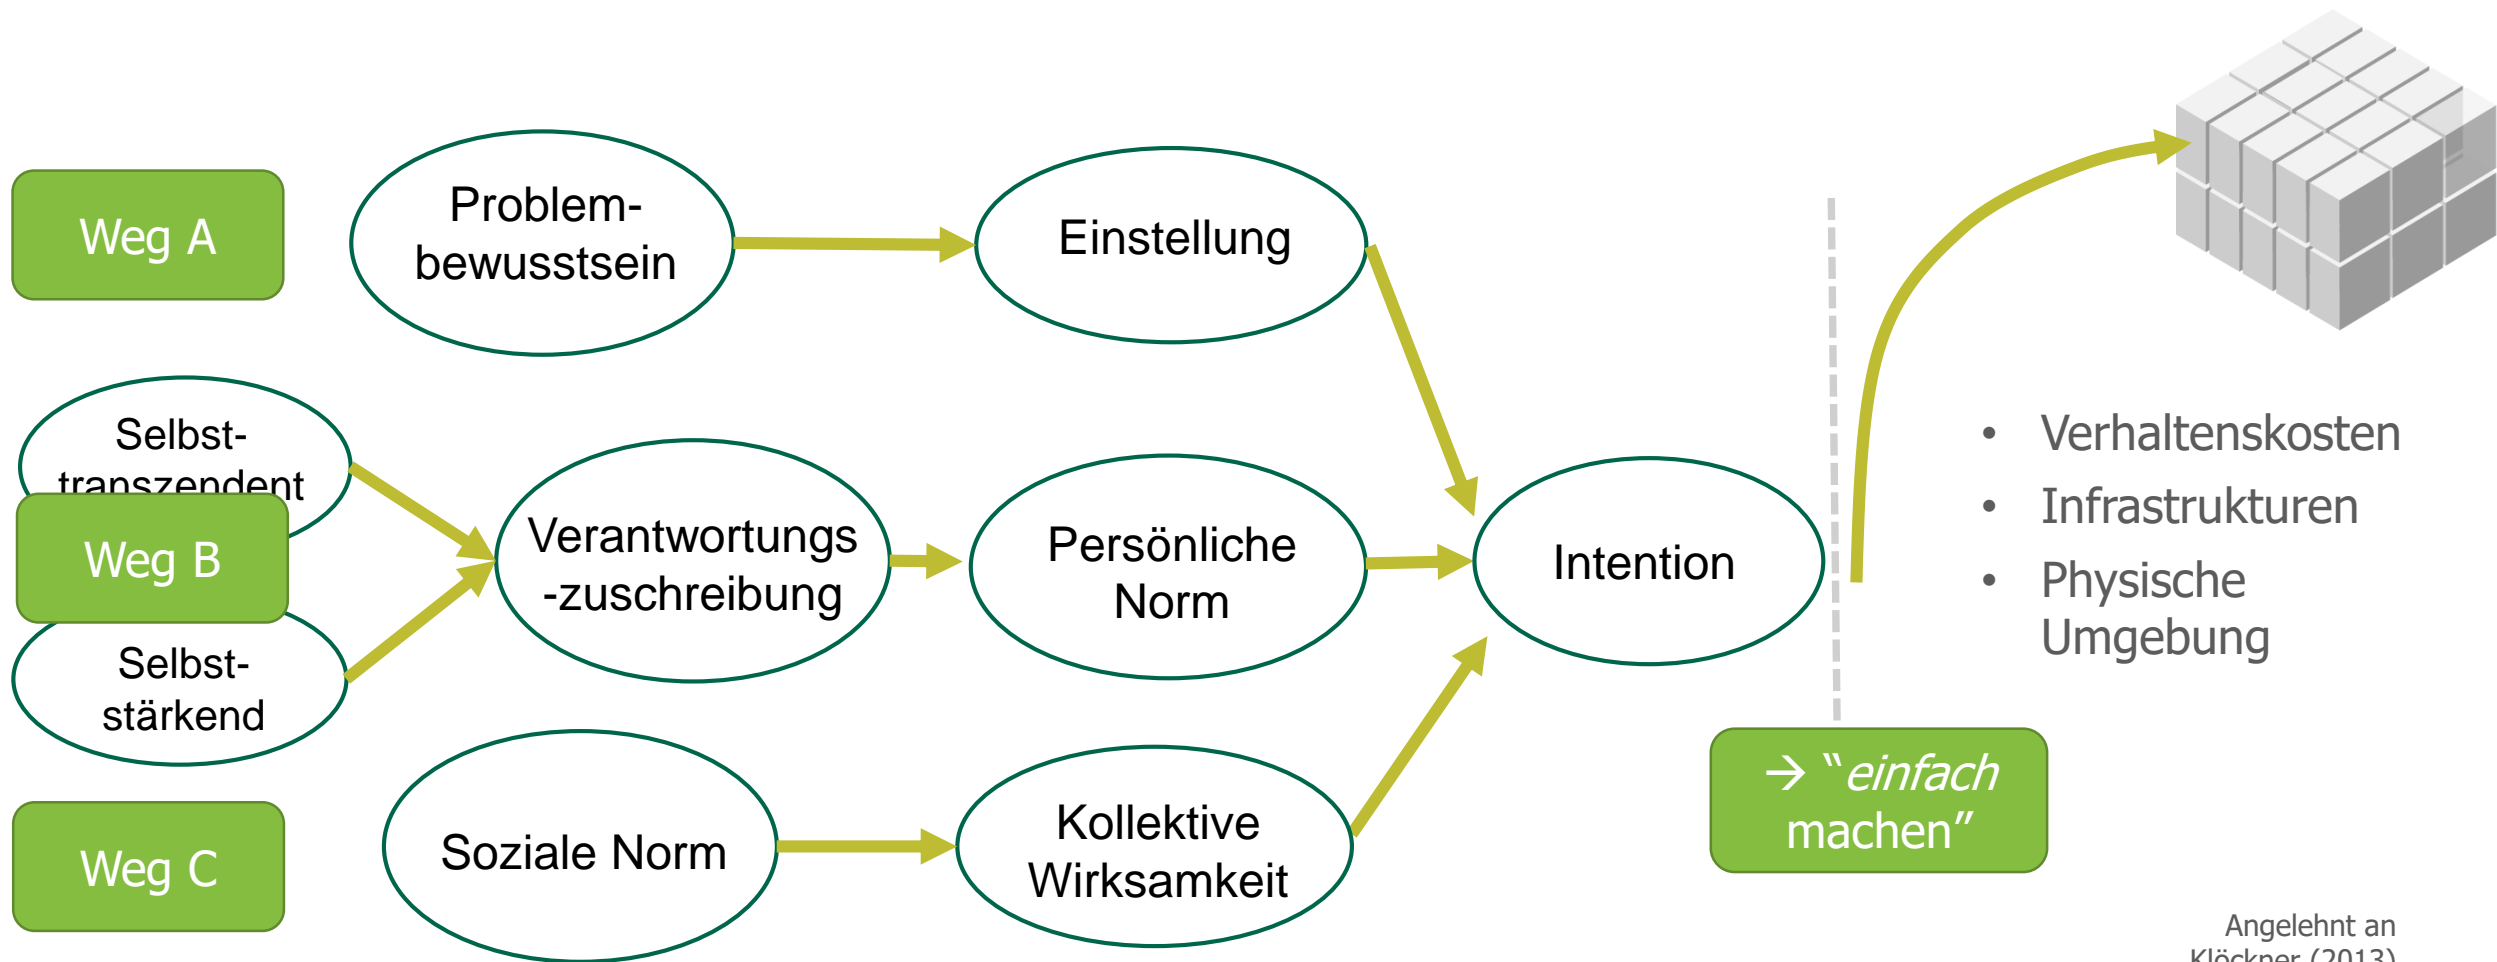 Weg A
Problem-
bewusstsein
Einstellung
Selbst-
transzendent
Weg B
Selbst-
stärkend
Verantwortungs
-zuschreibung
Persönliche
Norm
Intention
Weg C
Soziale Norm
Kollektive
Wirksamkeit
→ “einfach
machen”
• Verhaltenskosten
• Infrastrukturen
• Physische
Umgebung
Angelehnt an
Klöckner (2013)